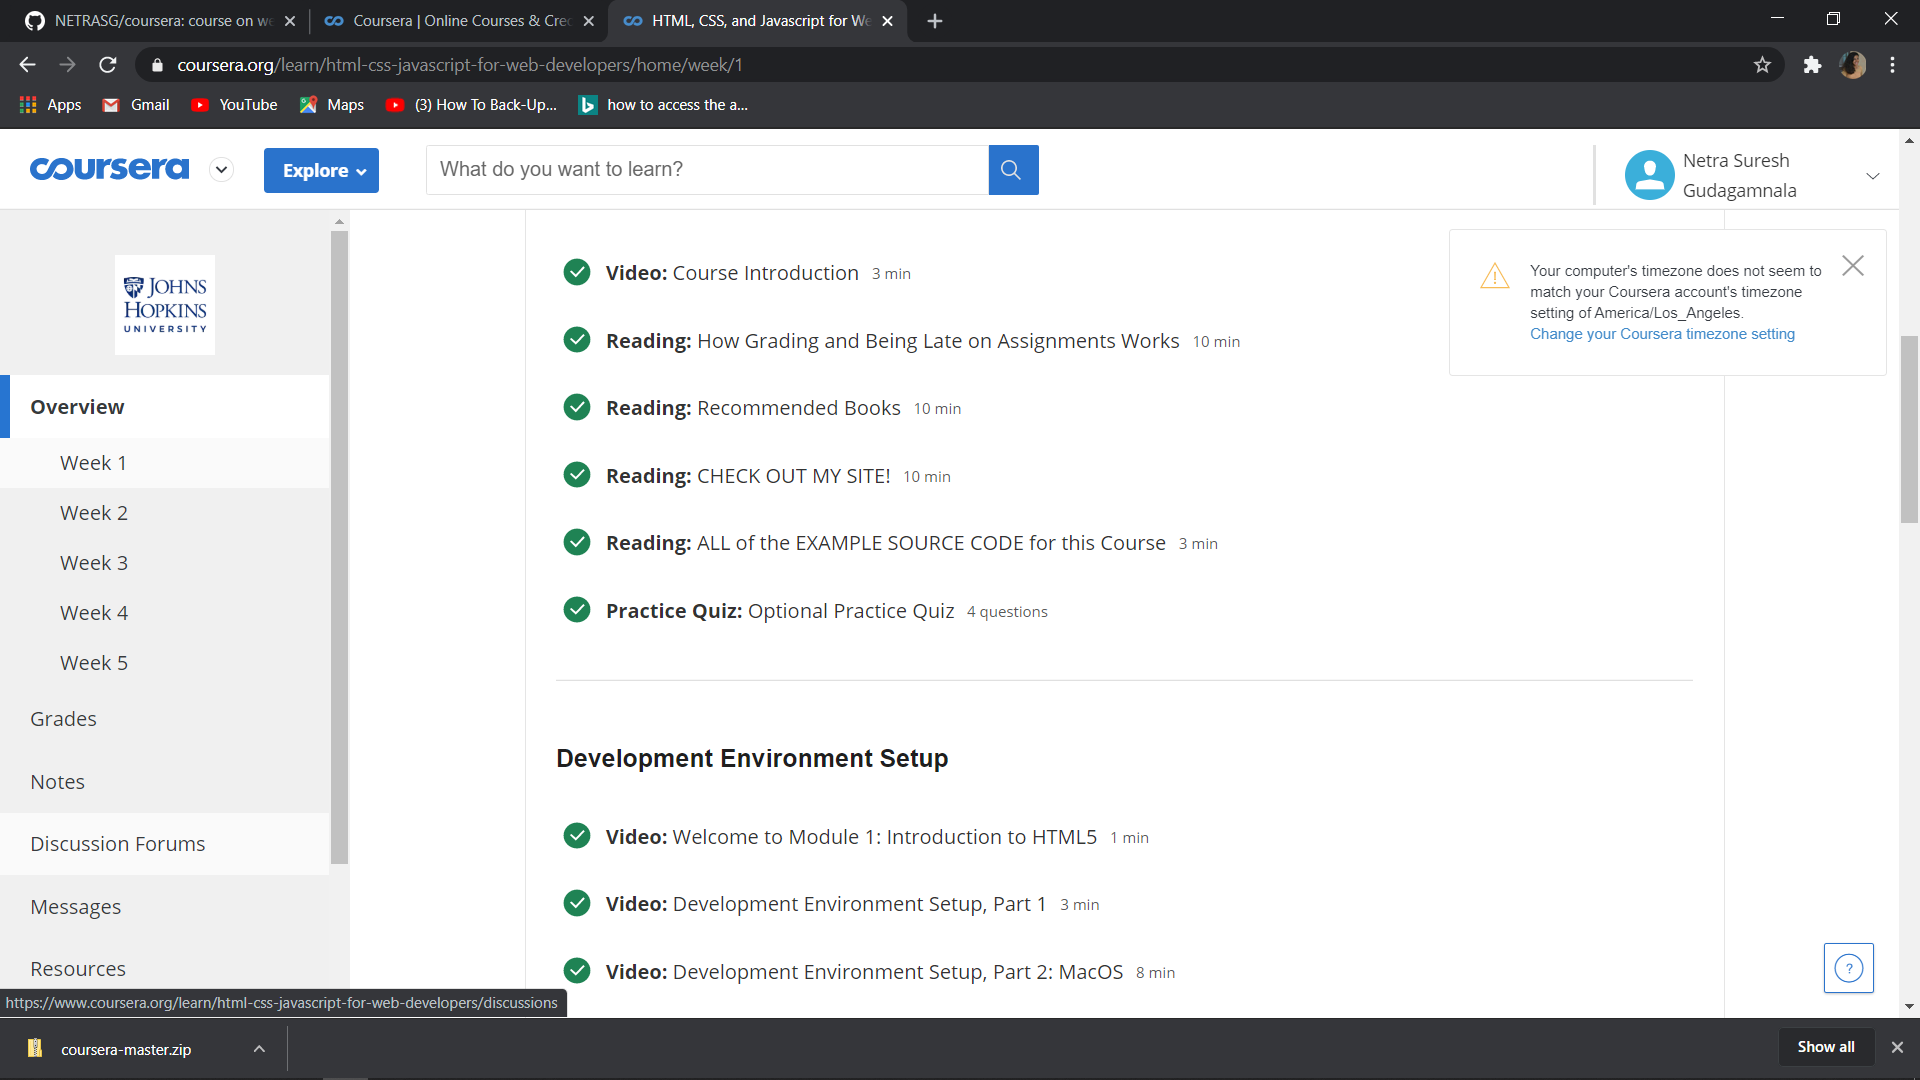 NETRASG/coursera: course on we
Coursera | Online Courses & Cred
HTML, CSS, and Javascript for We
coursera.org/learn/html-css-javascript-for-web-developers/home/week/1
Apps
Gmail
YouTube
Maps
(3) How To Back-Up...
how to access the a...
coursera
Explore
What do you want to learn?
Netra Suresh
Gudagamnala
JOHNS
HOPKINS
UNIVERSITY
Overview
Week 1
Week 2
Week 3
Week 4
Week 5
Grades
Notes
Discussion Forums
Messages
Resources
Video: Course Introduction 3 min
Reading: How Grading and Being Late on Assignments Works 10 min
Reading: Recommended Books 10 min
Reading: CHECK OUT MY SITE! 10 min
Reading: ALL of the EXAMPLE SOURCE CODE for this Course 3 min
Practice Quiz: Optional Practice Quiz 4 questions
Development Environment Setup
Video: Welcome to Module 1: Introduction to HTML5 1 min
Video: Development Environment Setup, Part 1 3 min
Video: Development Environment Setup, Part 2: MacOS 8 min
Your computer's timezone does not seem to
match your Coursera account's timezone
setting of America/Los_Angeles.
Change your Coursera timezone setting
?
https://www.coursera.org/learn/html-css-javascript-for-web-developers/discussions
coursera-master.zip
Show all